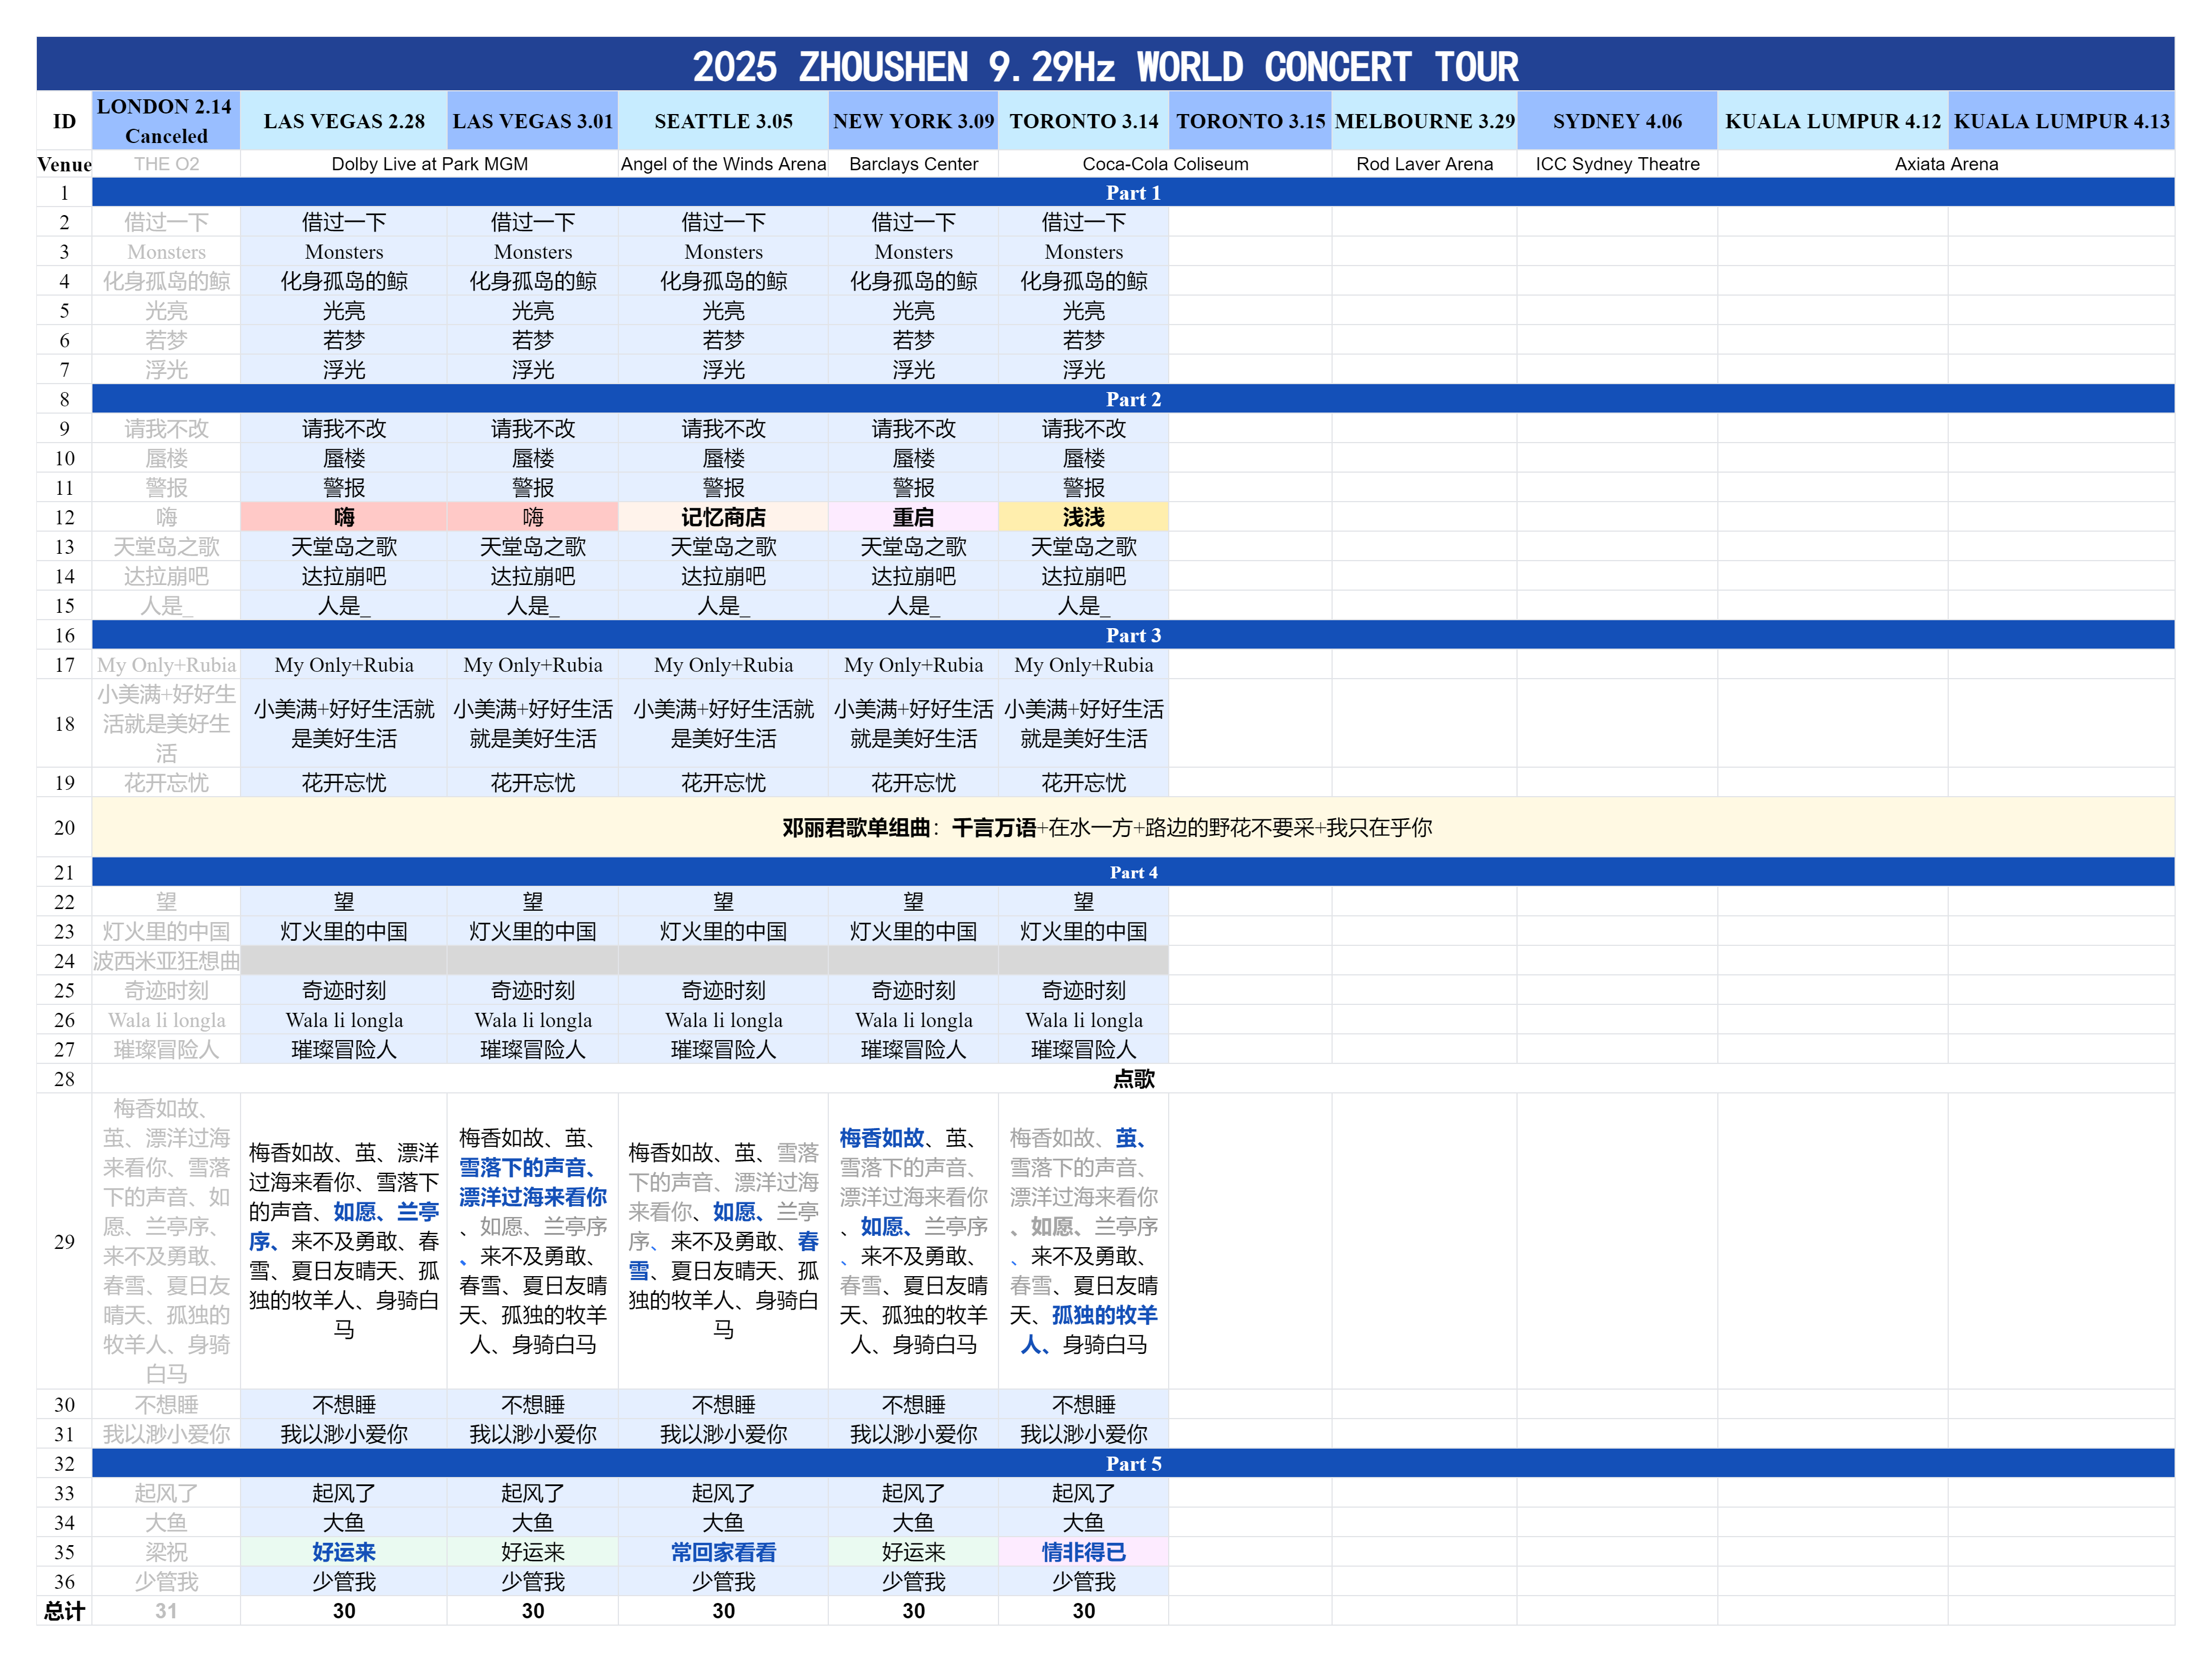 2025 ZHOUSHEN 9.29Hz WORLD CONCERT TOUR
ID LONDON 2.14 Canceled LAS VEGAS 2.28 LAS VEGAS 3.01 SEATTLE 3.05 NEW YORK 3.09 TORONTO 3.14 TORONTO 3.15 MELBOURNE 3.29 SYDNEY 4.06 KUALA LUMPUR 4.12 KUALA LUMPUR 4.13
Venue THE O2 Dolby Live at Park MGM Angel of the Winds Arena Barclays Center Coca-Cola Coliseum Rod Laver Arena ICC Sydney Theatre Axiata Arena
1 Part 1
2 借过一下 借过一下 借过一下 借过一下 借过一下 借过一下
3 Monsters Monsters Monsters Monsters Monsters Monsters
4 化身孤岛的鲸 化身孤岛的鲸 化身孤岛的鲸 化身孤岛的鲸 化身孤岛的鲸 化身孤岛的鲸
5 光亮 光亮 光亮 光亮 光亮 光亮
6 若梦 若梦 若梦 若梦 若梦 若梦
7 浮光 浮光 浮光 浮光 浮光 浮光
8 Part 2
9 请我不改 请我不改 请我不改 请我不改 请我不改 请我不改
10 蜃楼 蜃楼 蜃楼 蜃楼 蜃楼 蜃楼
11 警报 警报 警报 警报 警报 警报
12 嗨 嗨 嗨 记忆商店 重启 浅浅
13 天堂岛之歌 天堂岛之歌 天堂岛之歌 天堂岛之歌 天堂岛之歌 天堂岛之歌
14 达拉崩吧 达拉崩吧 达拉崩吧 达拉崩吧 达拉崩吧 达拉崩吧
15 人是_ 人是_ 人是_ 人是_ 人是_ 人是_
16 Part 3
17 My Only+Rubia My Only+Rubia My Only+Rubia My Only+Rubia My Only+Rubia My Only+Rubia
18 小美满+好好生活就是美好生活 小美满+好好生活就是美好生活 小美满+好好生活就是美好生活 小美满+好好生活就是美好生活 小美满+好好生活就是美好生活 小美满+好好生活就是美好生活
19 花开忘忧 花开忘忧 花开忘忧 花开忘忧 花开忘忧 花开忘忧
20 邓丽君歌单组曲：千言万语+在水一方+路边的野花不要采+我只在乎你
21 Part 4
22 望 望 望 望 望 望
23 灯火里的中国 灯火里的中国 灯火里的中国 灯火里的中国 灯火里的中国 灯火里的中国
24 波西米亚狂想曲
25 奇迹时刻 奇迹时刻 奇迹时刻 奇迹时刻 奇迹时刻 奇迹时刻
26 Wala li longla Wala li longla Wala li longla Wala li longla Wala li longla Wala li longla
27 璀璨冒险人 璀璨冒险人 璀璨冒险人 璀璨冒险人 璀璨冒险人 璀璨冒险人
28 点歌
29 梅香如故、茧、漂洋过海来看你、雪落下的声音、如愿、兰亭序、来不及勇敢、春雪、夏日友晴天、孤独的牧羊人、身骑白马 梅香如故、茧、漂洋过海来看你、雪落下的声音、如愿、兰亭序、来不及勇敢、春雪、夏日友晴天、孤独的牧羊人、身骑白马 梅香如故、茧、雪落下的声音、漂洋过海来看你、如愿、兰亭序、来不及勇敢、春雪、夏日友晴天、孤独的牧羊人、身骑白马 梅香如故、茧、雪落下的声音、漂洋过海来看你、如愿、兰亭序、来不及勇敢、春雪、夏日友晴天、孤独的牧羊人、身骑白马 梅香如故、茧、雪落下的声音、漂洋过海来看你、如愿、兰亭序、来不及勇敢、春雪、夏日友晴天、孤独的牧羊人、身骑白马 梅香如故、茧、雪落下的声音、漂洋过海来看你、如愿、兰亭序、来不及勇敢、春雪、夏日友晴天、孤独的牧羊人、身骑白马
30 不想睡 不想睡 不想睡 不想睡 不想睡 不想睡
31 我以渺小爱你 我以渺小爱你 我以渺小爱你 我以渺小爱你 我以渺小爱你 我以渺小爱你
32 Part 5
33 起风了 起风了 起风了 起风了 起风了 起风了
34 大鱼 大鱼 大鱼 大鱼 大鱼 大鱼
35 梁祝 好运来 好运来 常回家看看 好运来 情非得已
36 少管我 少管我 少管我 少管我 少管我 少管我
总计 31 30 30 30 30 30